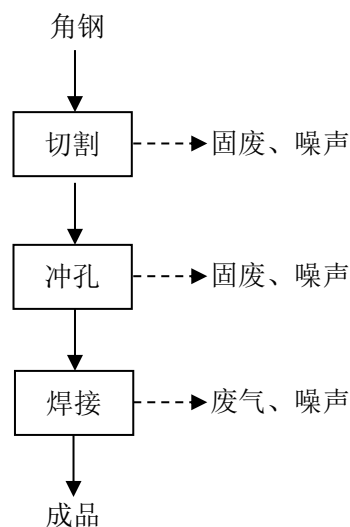 角钢
切割
固废、噪声
冲孔
固废、噪声
焊接
废气、噪声
成品